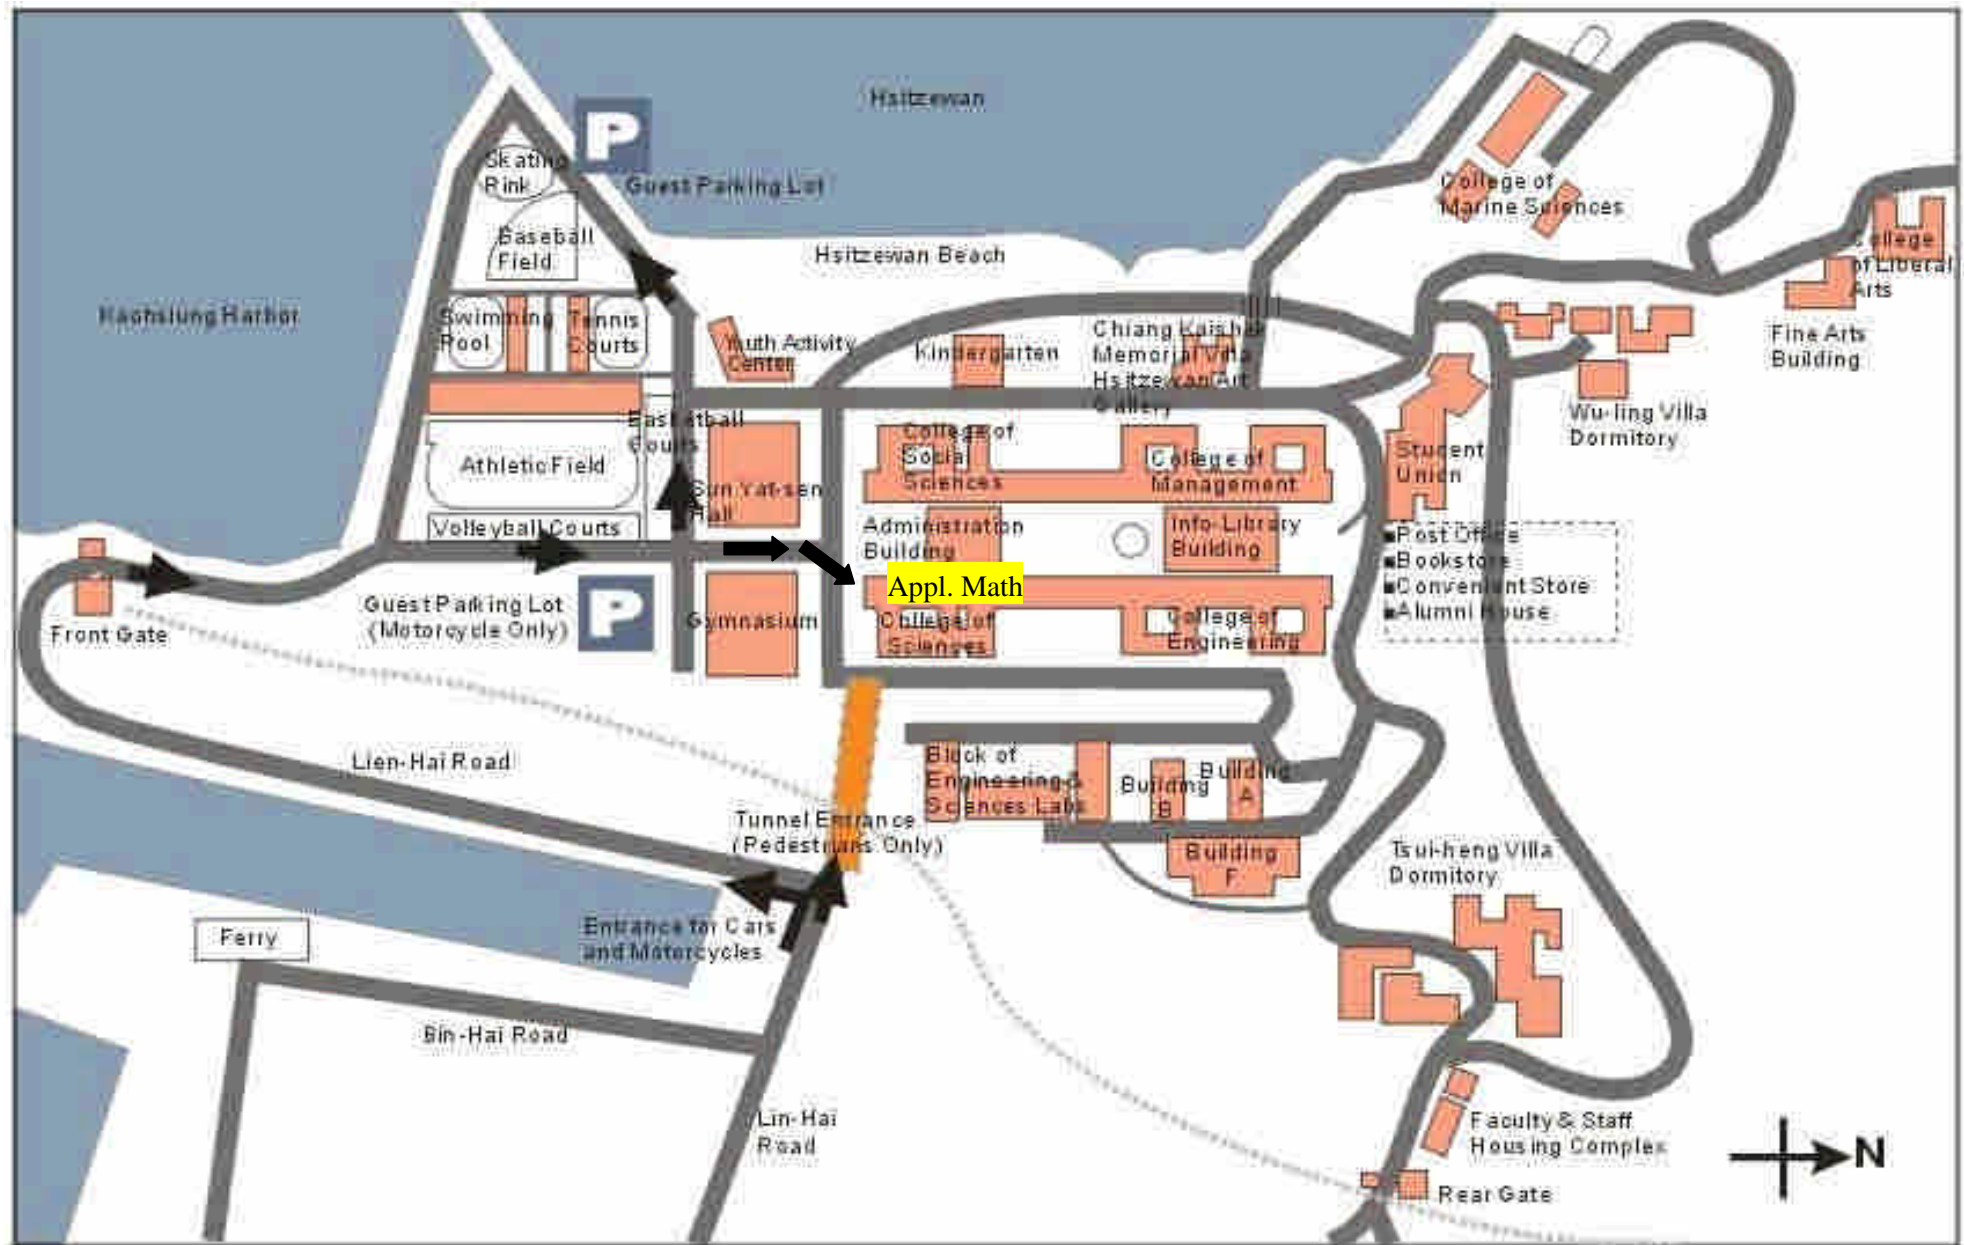 Hsitzewan
P
Skating
Rink
Guest Parking Lot
College of
Marine Sciences
Baseball
Field
Hsitzewan Beach
College
of Liberal
Arts
Kaohsiung Harbor
Swimming
Pool
Tennis
Courts
Youth Activity
Center
Kindergarten
Chiang Kaishek
Memorial Villa
Hsitzewan Art
Gallery
Fine Arts
Building
Wu-ling Villa
Dormitory
Basketball
Courts
Athletic Field
College of
Social
Sciences
College of
Management
Student
Union
Sun Yat-sen
Hall
Volleyball Courts
Administration
Building
Info-Library
Building
Post Office
Bookstore
Convenient Store
Alumni House
Appl. Math
Guest Parking Lot
(Motorcycle Only)
P
Front Gate
Gymnasium
College of
Sciences
College of
Engineering
Lien-Hai Road
Block of
Engineering &
Sciences Labs
Building
B
Building
A
Tunnel Entrance
(Pedestrians Only)
Building
F
Tsui-heng Villa
Dormitory
Entrance for Cars
and Motorcycles
Ferry
Bin-Hai Road
Lin-Hai
Road
Faculty & Staff
Housing Complex
N
Rear Gate